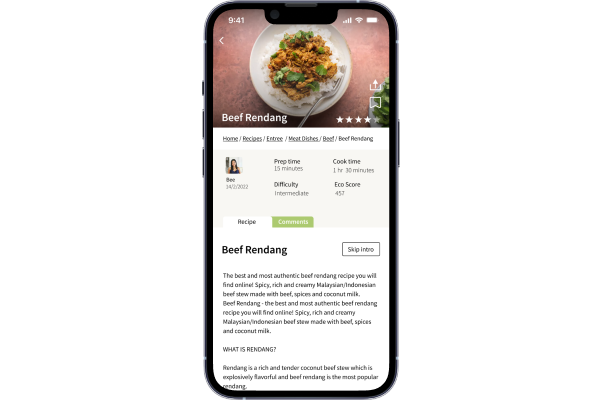 9:41
Beef Rendang
Home / Recipes / Entree / Meat Dishes / Beef / Beef Rendang
Prep time
15 minutes
Cook time
1 hr 30 minutes
Bee
14/2/2022
Difficulty
Intermediate
Eco Score
457
Recipe
Comments
Beef Rendang
Skip intro
The best and most authentic beef rendang recipe you will
find online! Spicy, rich and creamy Malaysian/Indonesian
beef stew made with beef, spices and coconut milk.
Beef Rendang - the best and most authentic beef rendang
recipe you will find online! Spicy, rich and creamy
Malaysian/Indonesian beef stew made with beef, spices
and coconut milk.
WHAT IS RENDANG?
Rendang is a rich and tender coconut beef stew which is
explosively flavorful and beef rendang is the most popular
rendang.